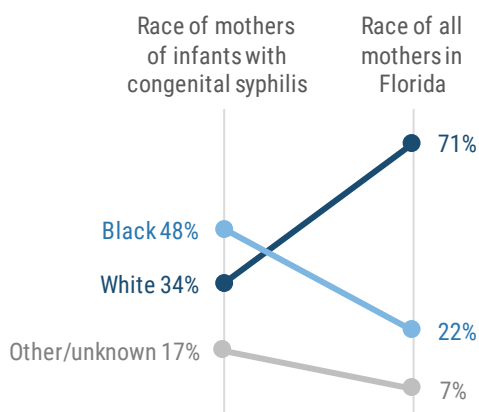 Race of mothers
of infants with
congenital syphilis
Race of all
mothers in
Florida
71%
Black 48%
White 34%
22%
Other/unknown 17%
7%